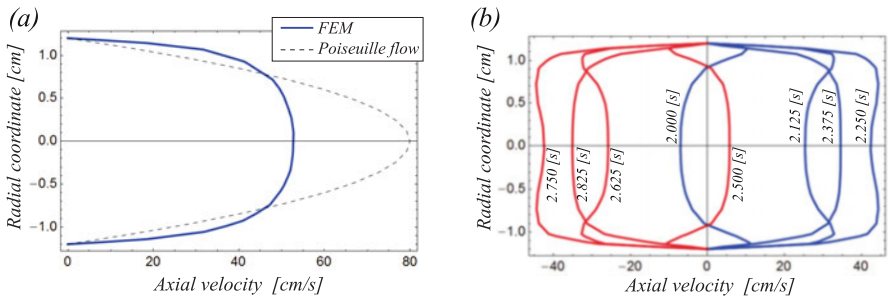 (a)
FEM
Poiseuille flow
Radial coordinate [cm]
1.0
0.5
0.0
−0.5
−1.0
0
20
40
60
80
Axial velocity [cm/s]
(b)
Radial coordinate [cm]
1.0
0.5
0.0
−0.5
−1.0
2.750 [s]
2.825 [s]
2.625 [s]
2.000 [s]
2.500 [s]
2.125 [s]
2.375 [s]
2.250 [s]
−40
−20
0
20
40
Axial velocity [cm/s]